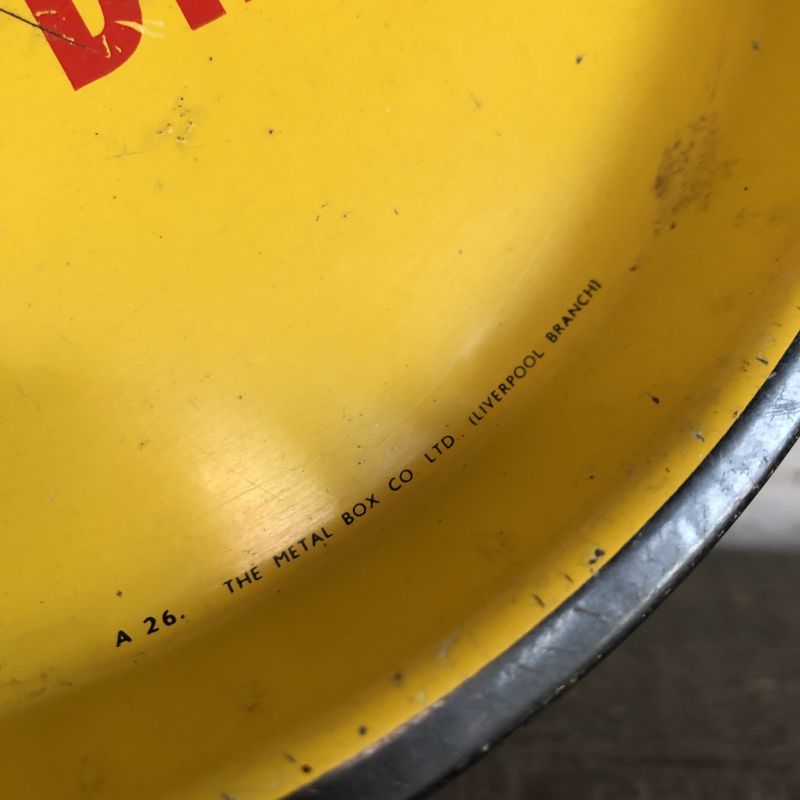 A 26. THE METAL BOX CO LTD. (LIVERPOOL BRANCH)